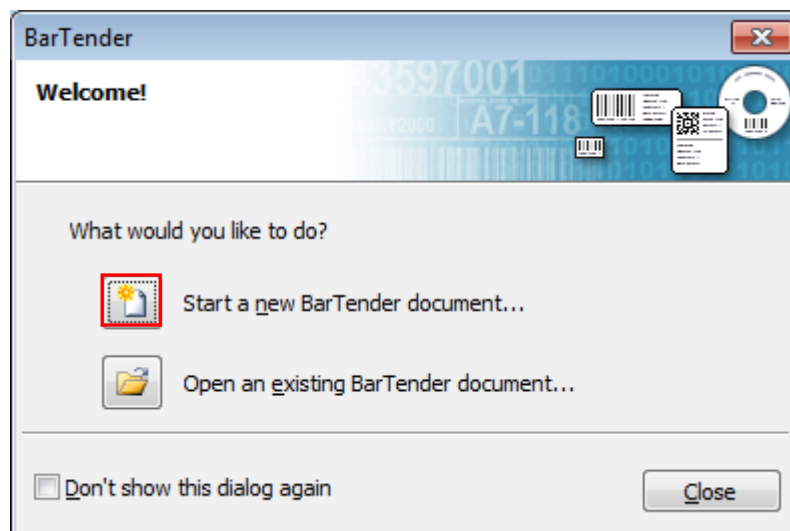 BarTender
Welcome!
3597001
A7-118
What would you like to do?
Start a new BarTender document...
Open an existing BarTender document...
Don't show this dialog again
Close